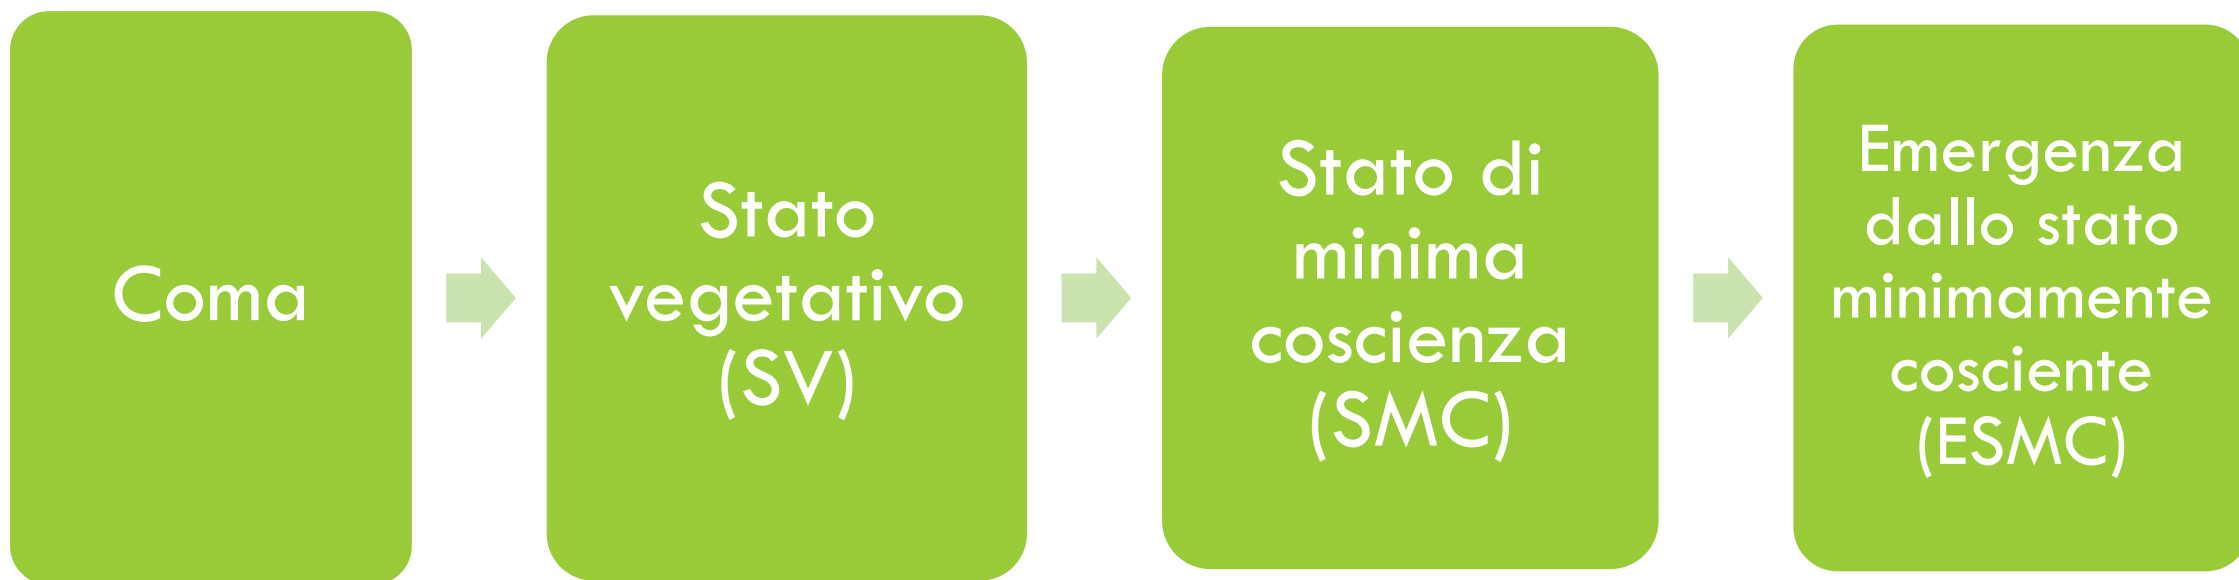 Coma
Stato
vegetativo
(SV)
Stato di
minima
coscienza
(SMC)
Emergenza
dallo stato
minimamente
cosciente
(ESMC)